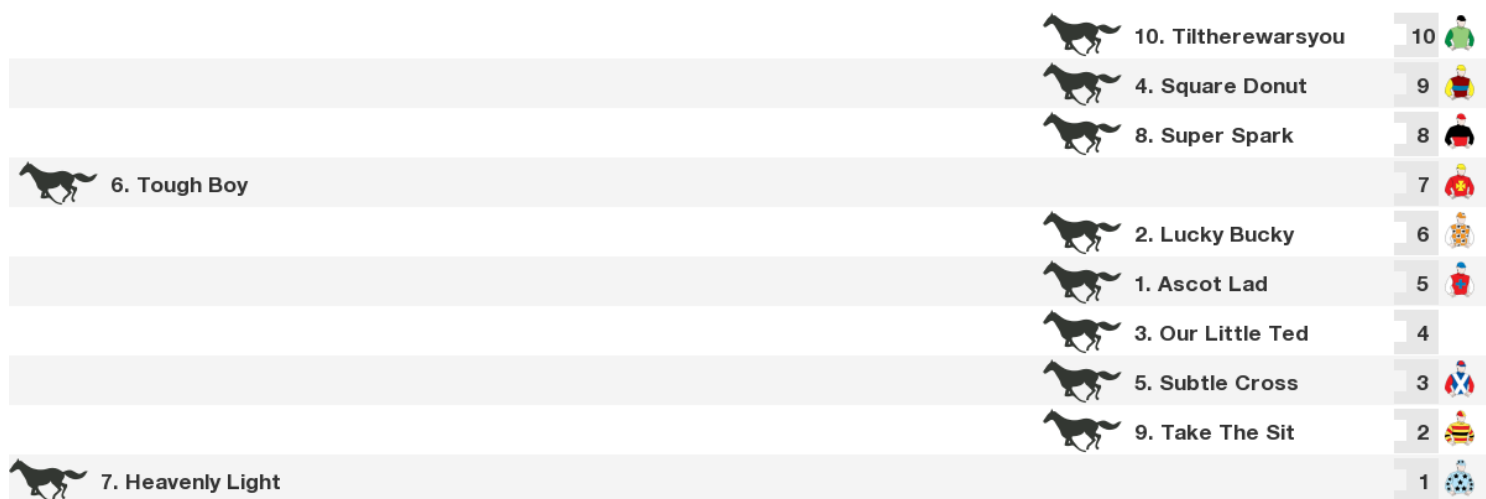 10. Tiltherewarsyou 10
4. Square Donut 9
8. Super Spark 8
6. Tough Boy 7
2. Lucky Bucky 6
1. Ascot Lad 5
3. Our Little Ted 4
5. Subtle Cross 3
9. Take The Sit 2
7. Heavenly Light 1